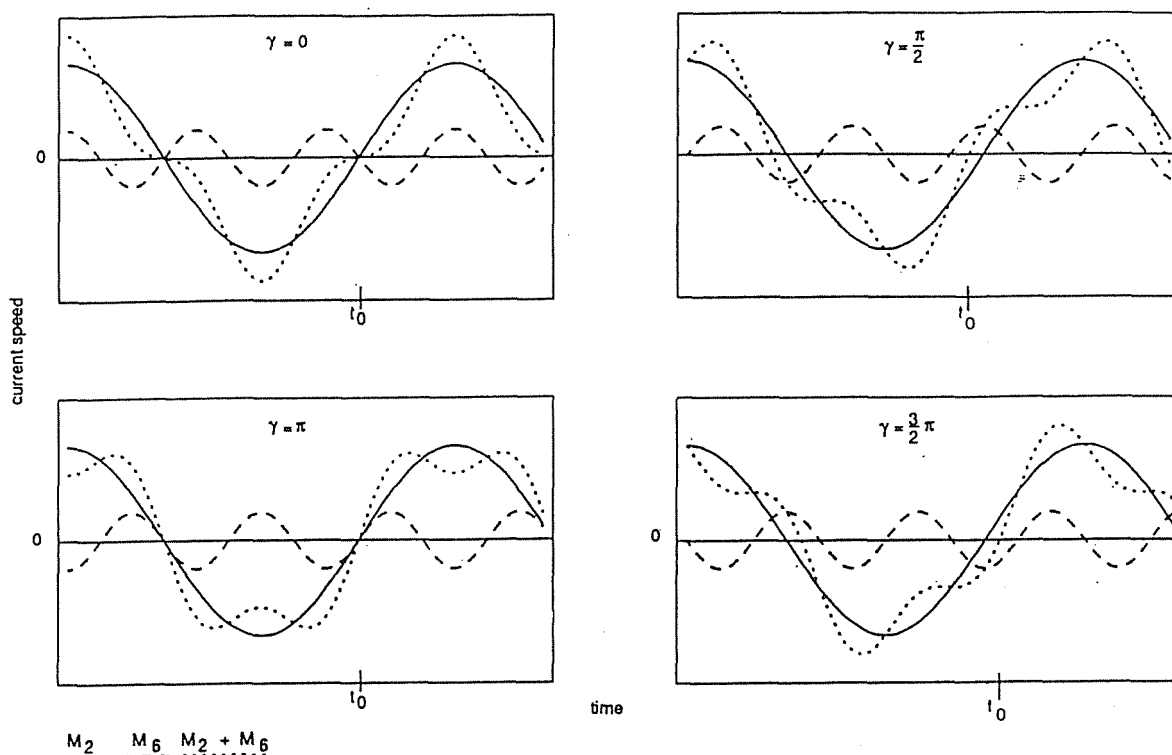 γ = 0
0
t0
γ = π/2
t0
current speed
γ = π
0
t0
γ = 3/2 π
0
t0
time
M2 M6 M2 + M6